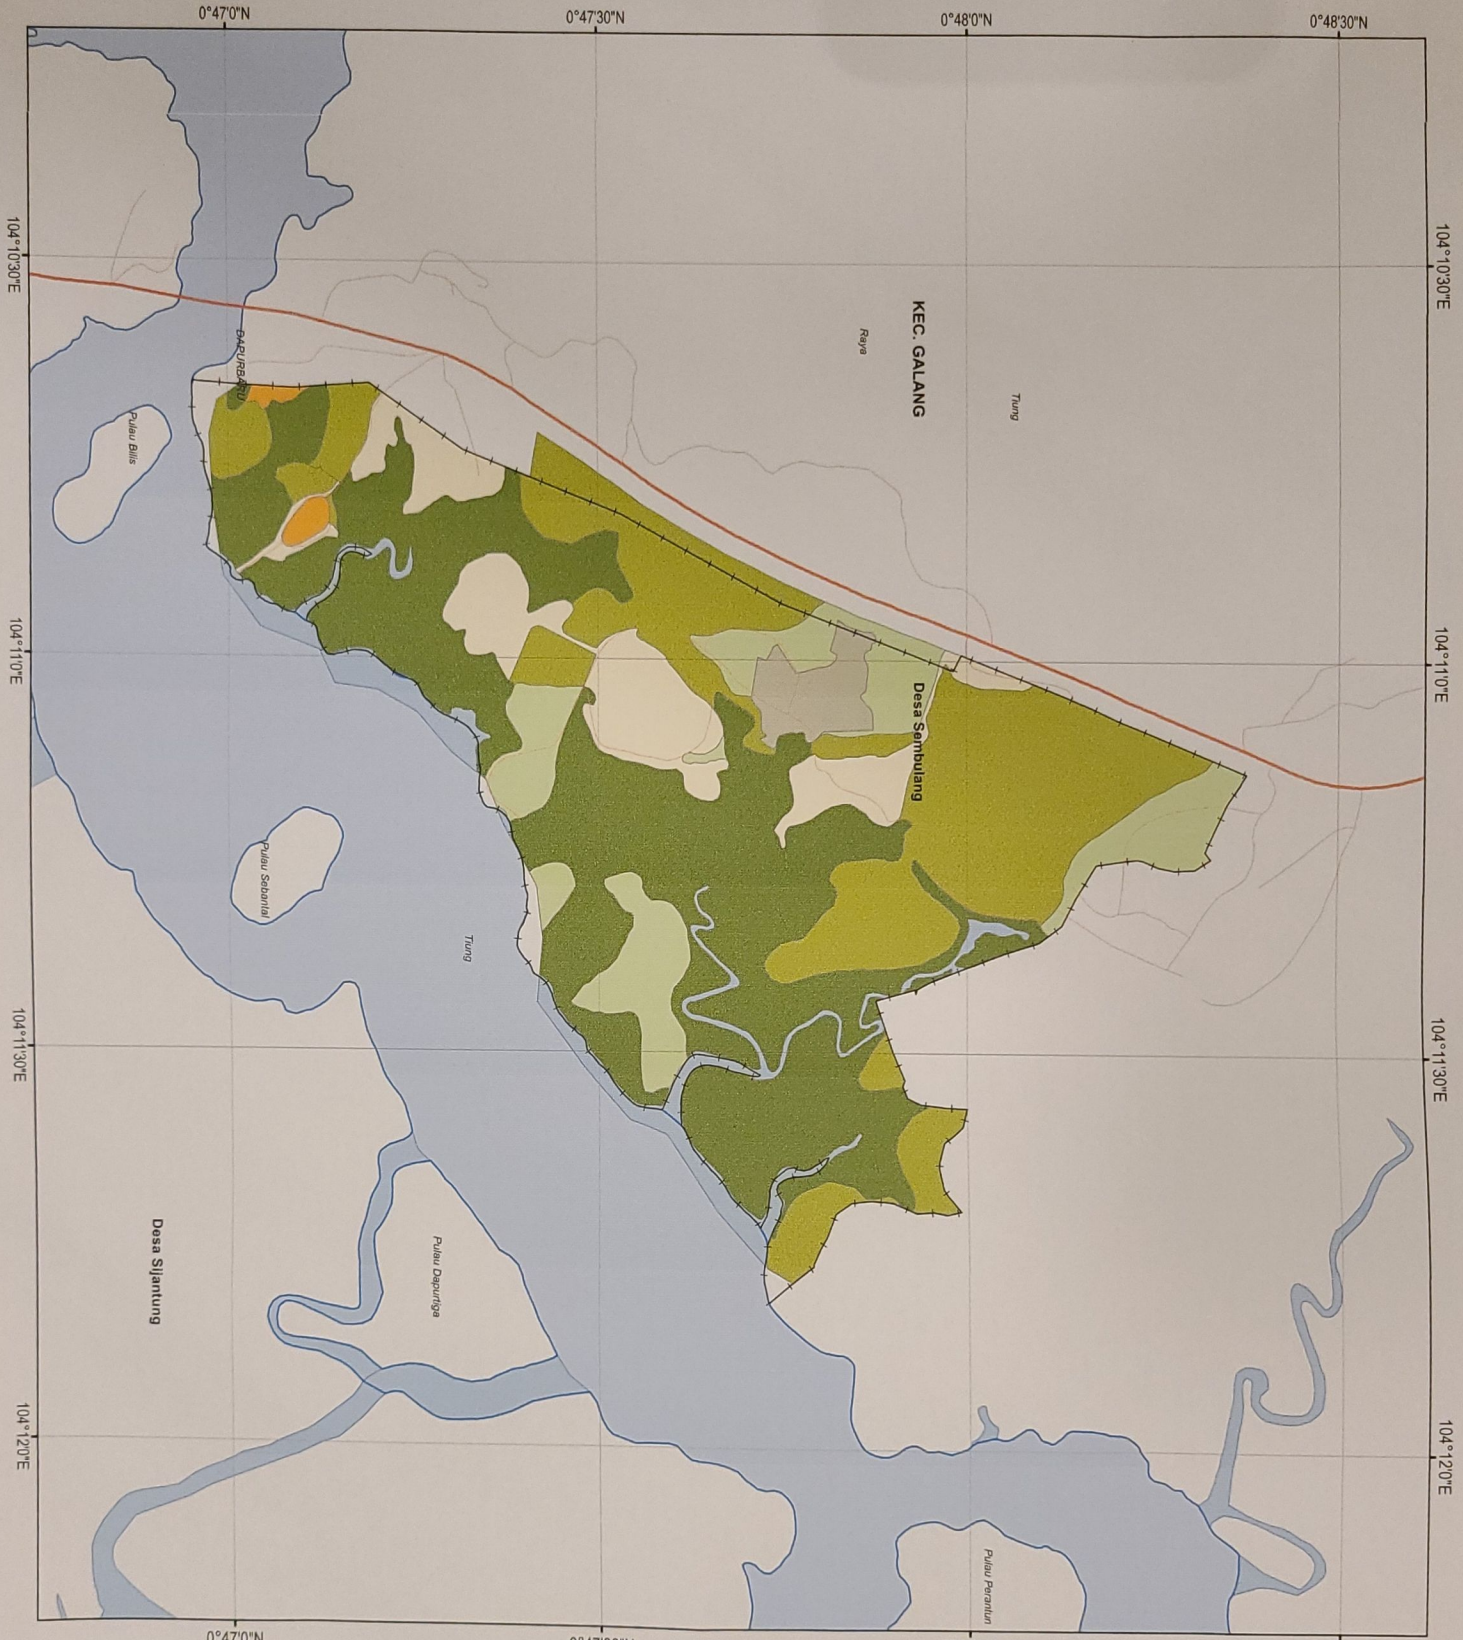 0°47'0"N
0°47'30"N
0°48'0"N
0°48'30"N
104°10'30"E
104°10'30"E
KEC. GALANG
Raya
Tiung
DAPURBARU
Pulau Bilis
104°11'0"E
104°11'0"E
Desa Sembulang
Pulau Sebantal
Tiung
104°11'30"E
104°11'30"E
Desa Sijantung
Pulau Dapurtiga
104°12'0"E
104°12'0"E
Pulau Perantun
0°47'0"N